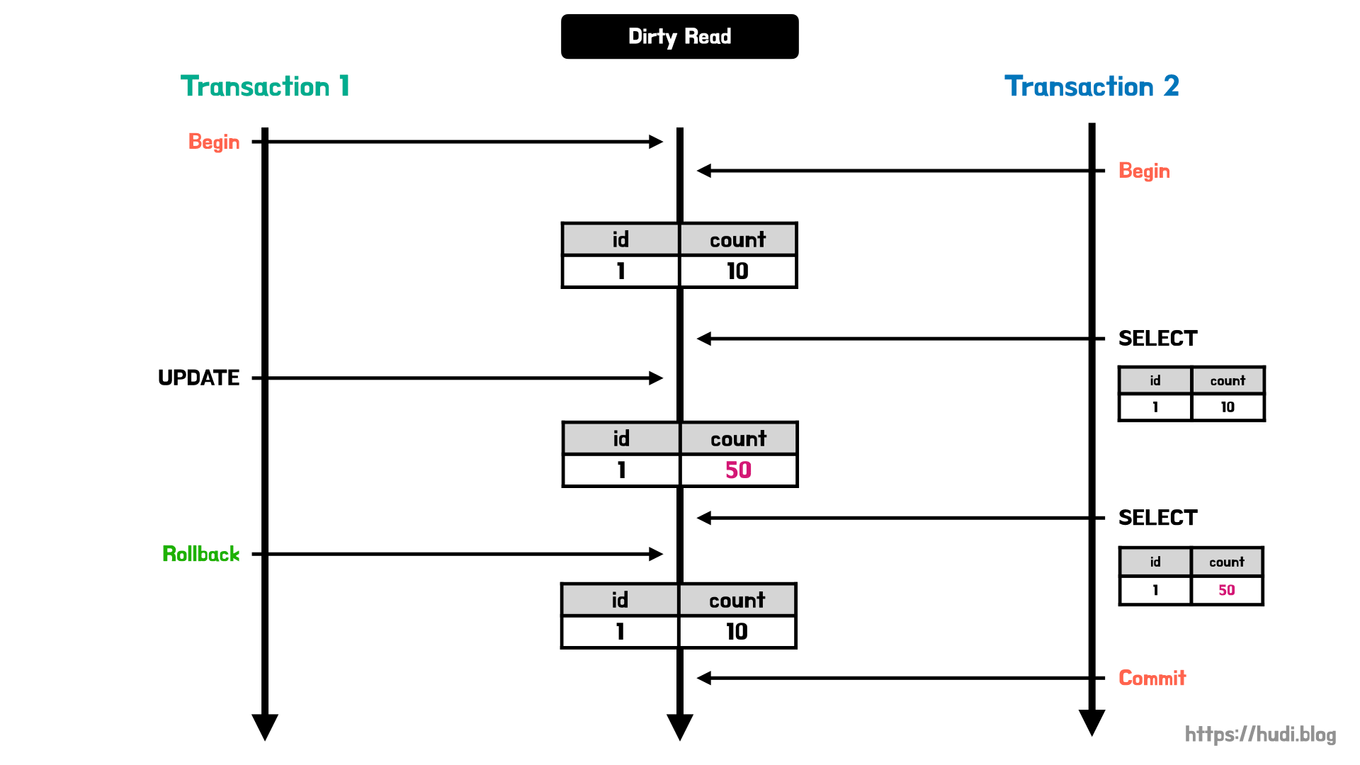 Dirty Read
Transaction 1
Transaction 2
Begin
Begin
id count
1 10
SELECT
UPDATE
id count
1 10
id count
1 50
SELECT
Rollback
id count
1 50
id count
1 10
Commit
https://hudi.blog